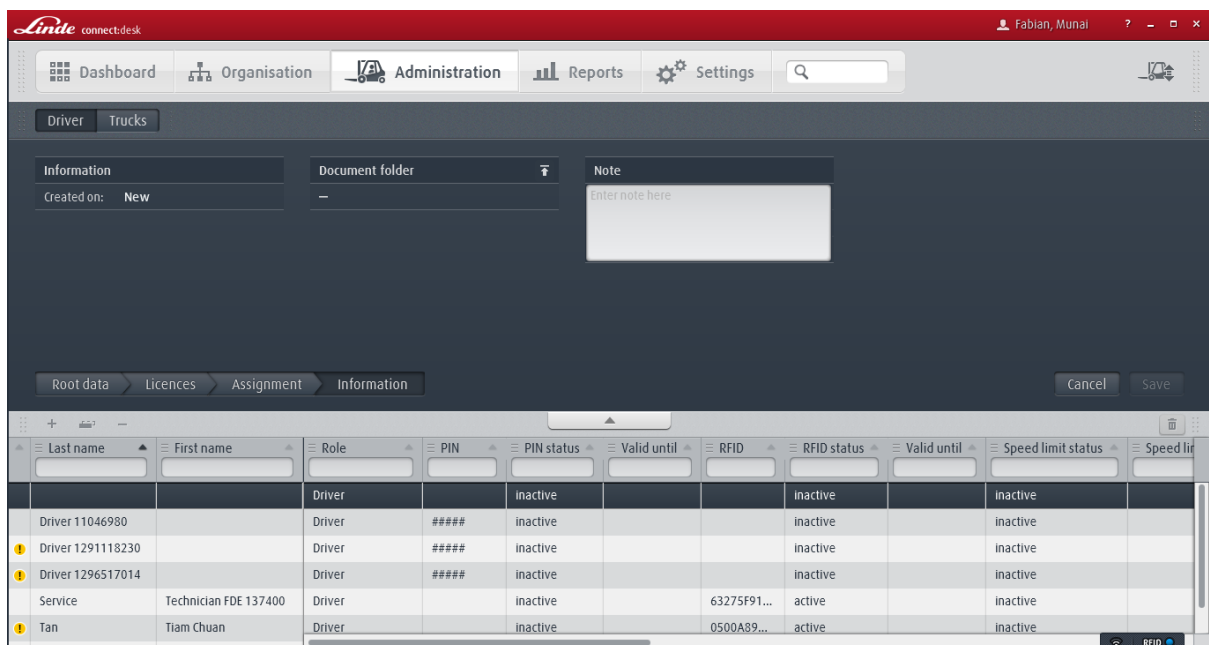 Linde connect:desk Fabian, Munai ?
Dashboard Organisation Administration Reports Settings
Driver Trucks
Information Document folder Note
Created on: New – Enter note here
Root data Licences Assignment Information Cancel Save
Last name First name Role PIN PIN status Valid until RFID RFID status Valid until Speed limit status Speed lir
Driver inactive inactive inactive
Driver 11046980 Driver ##### inactive inactive inactive
Driver 1291118230 Driver ##### inactive inactive inactive
Driver 1296517014 Driver ##### inactive inactive inactive
Service Technician FDE 137400 Driver inactive 63275F91... active inactive
Tan Tiam Chuan Driver inactive 0500A89... active inactive
RFID